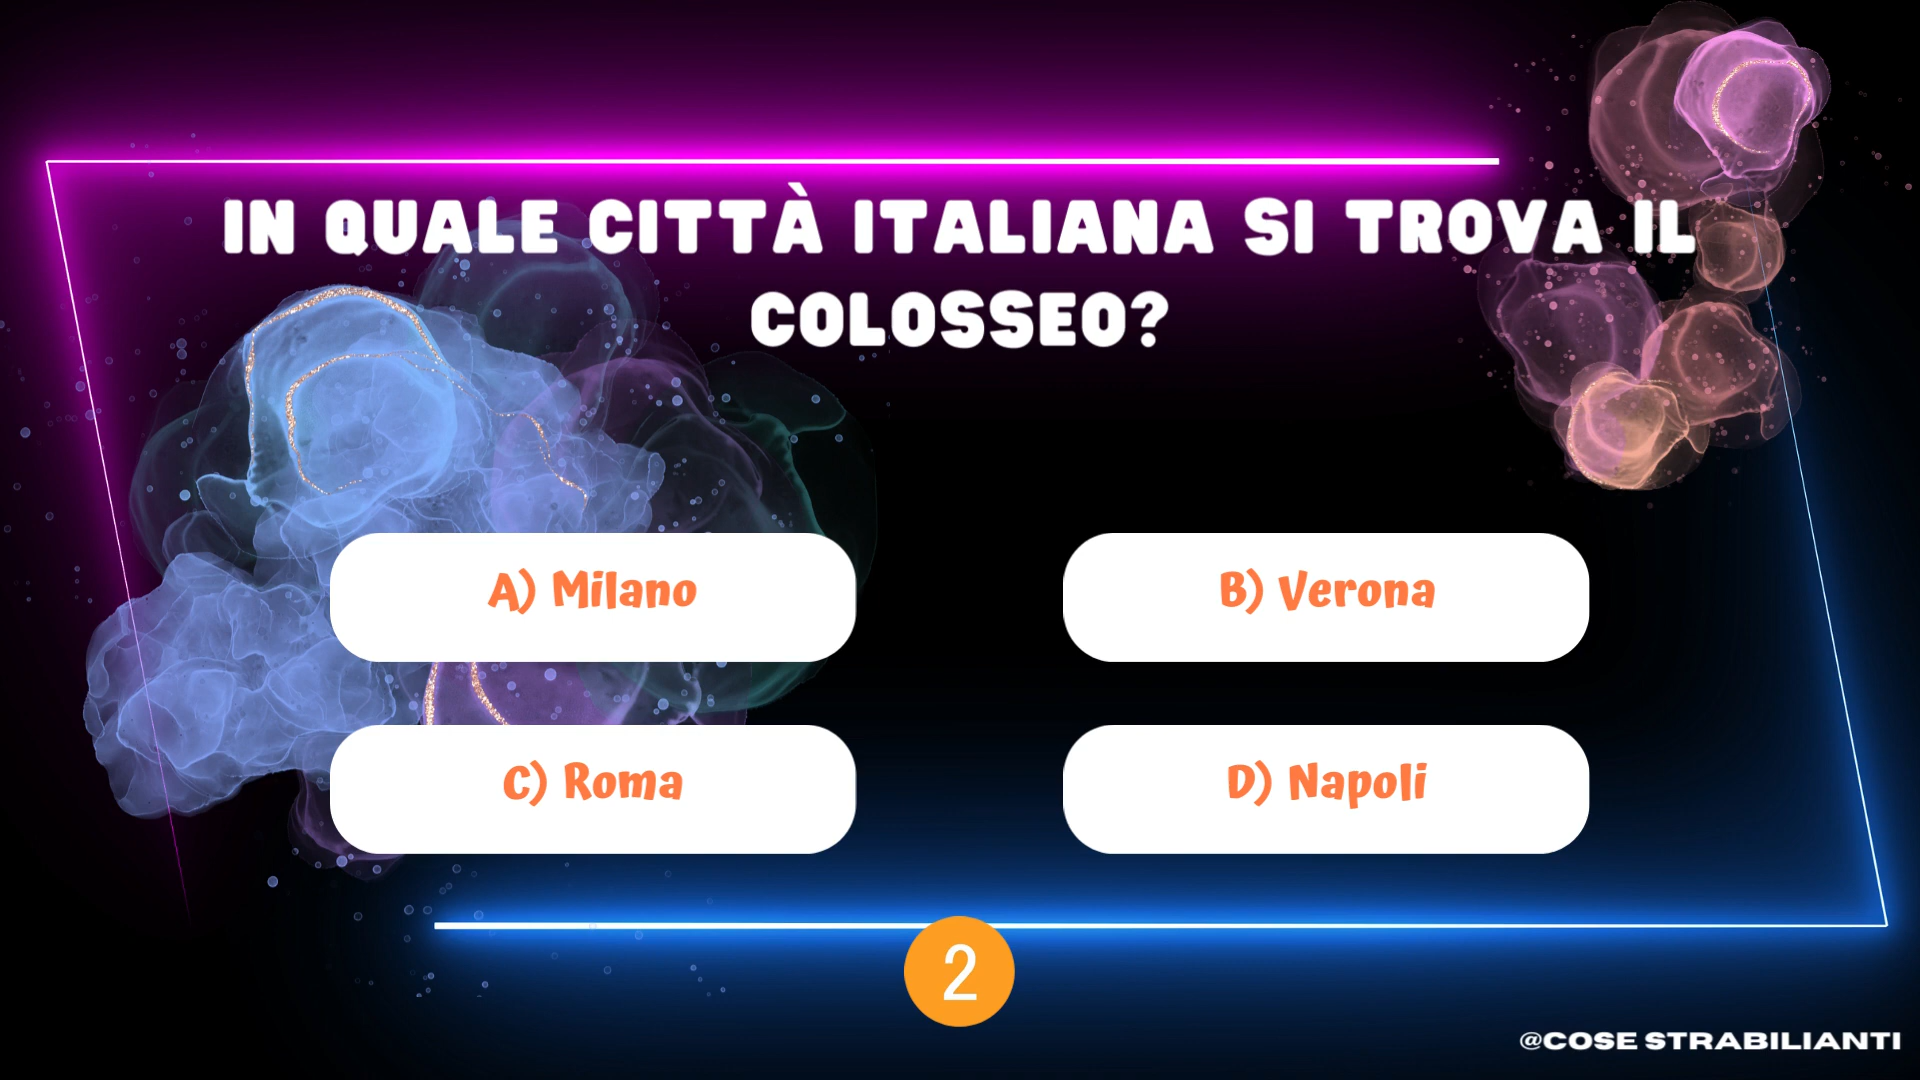 IN QUALE CITTÀ ITALIANA SI TROVA IL
COLOSSEO?
A) Milano
B) Verona
C) Roma
D) Napoli
2
@COSE STRABILIANTI